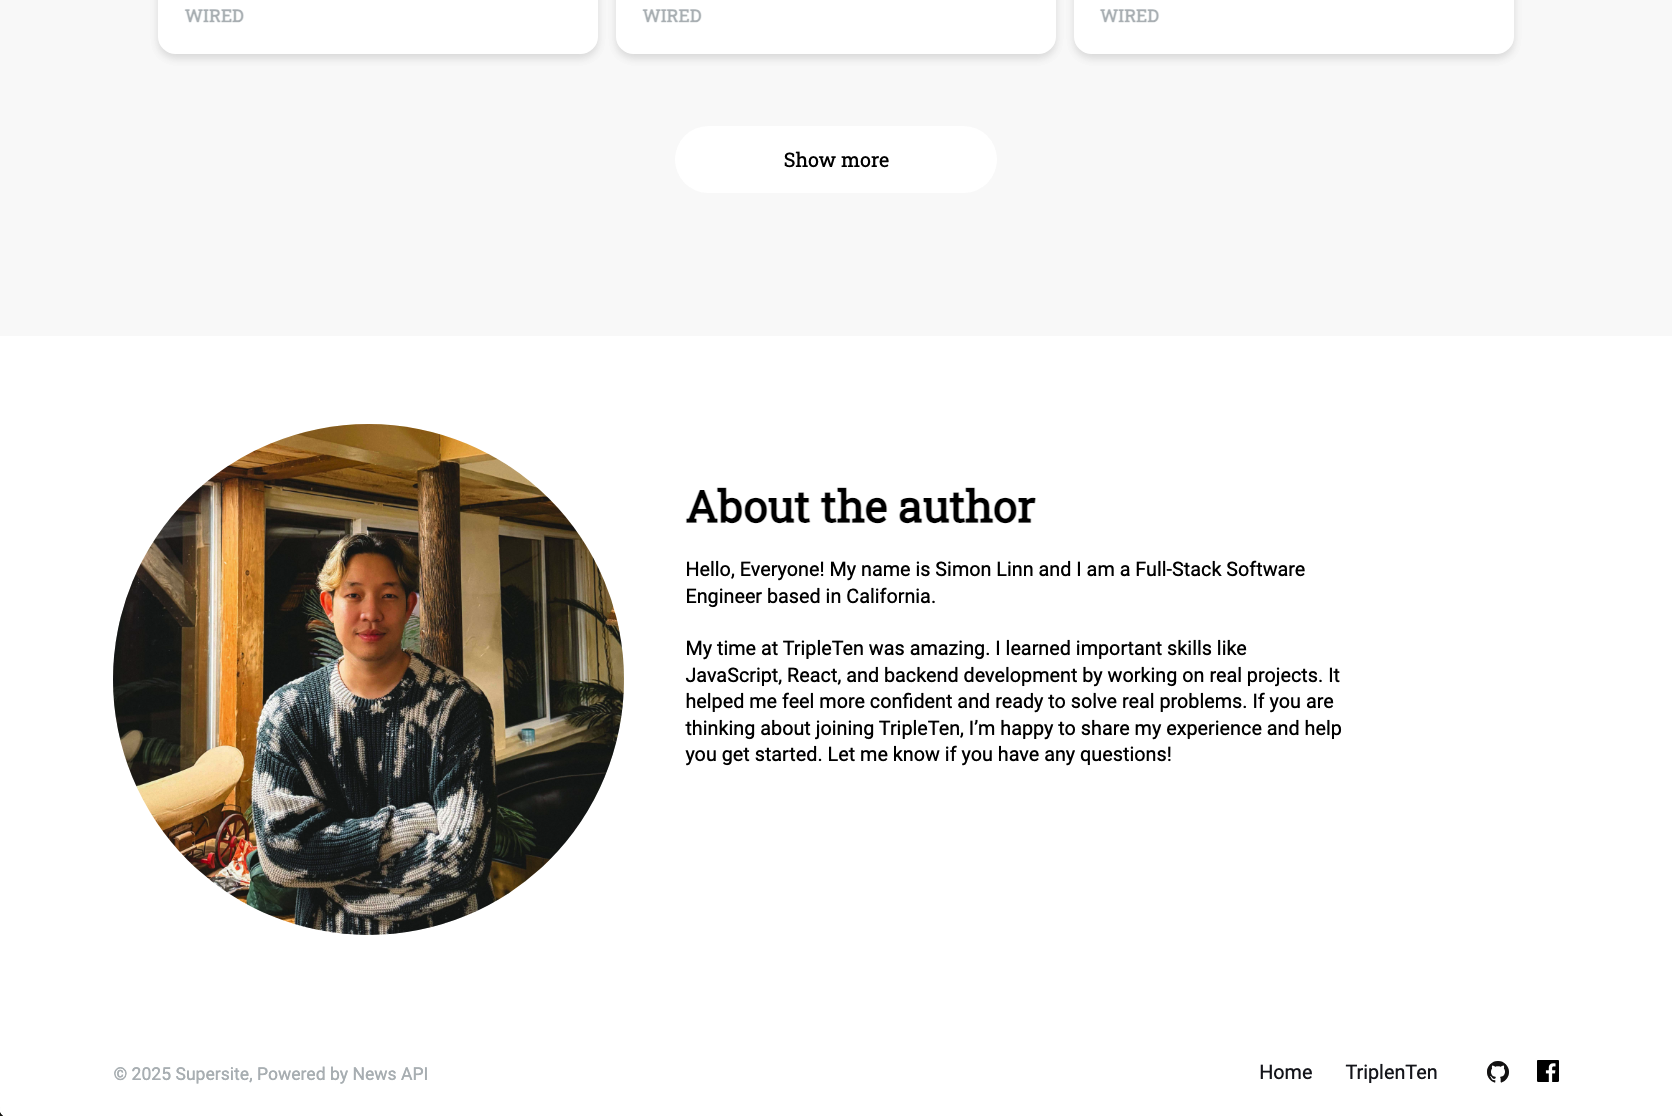 WIRED
WIRED
WIRED
Show more
About the author
Hello, Everyone! My name is Simon Linn and I am a Full-Stack Software
Engineer based in California.
My time at TripleTen was amazing. I learned important skills like
JavaScript, React, and backend development by working on real projects. It
helped me feel more confident and ready to solve real problems. If you are
thinking about joining TripleTen, I’m happy to share my experience and help
you get started. Let me know if you have any questions!
© 2025 Supersite, Powered by News API
Home
TriplenTen